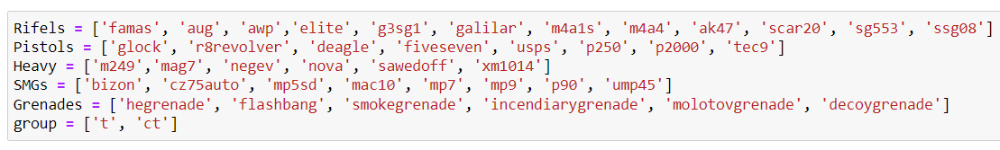 Rifels = ['famas', 'aug', 'awp','elite', 'g3sg1', 'galilar', 'm4a1s', 'm4a4', 'ak47', 'scar20', 'sg553', 'ssg08']
Pistols = ['glock', 'r8revolver', 'deagle', 'fiveseven', 'usps', 'p250', 'p2000', 'tec9']
Heavy = ['m249','mag7', 'negev', 'nova', 'sawedoff', 'xm1014']
SMGs = ['bizon', 'cz75auto', 'mp5sd', 'mac10', 'mp7', 'mp9', 'p90', 'ump45']
Grenades = ['hegrenade', 'flashbang', 'smokegrenade', 'incendiarygrenade', 'molotovgrenade', 'decoygrenade']
group = ['t', 'ct']